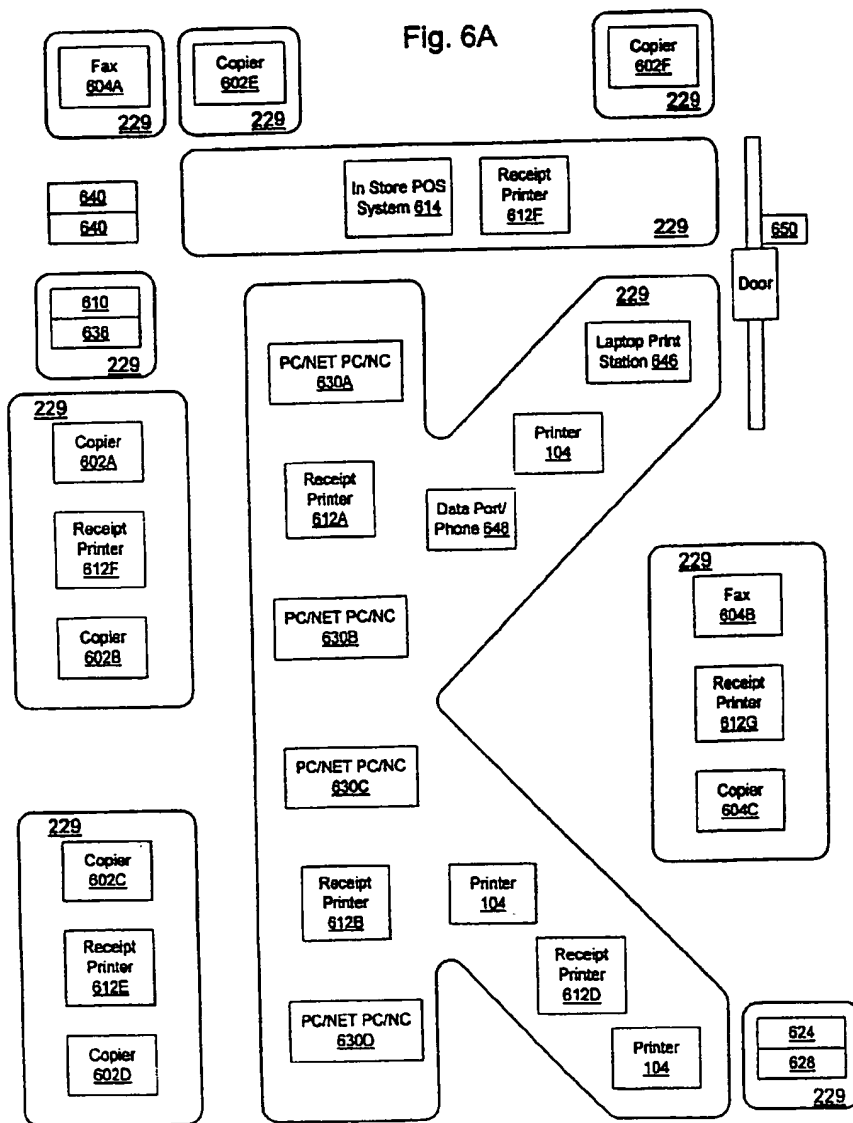 Fig. 6A
Fax
604A
229
Copier
602E
229
Copier
602F
229
640
640
In Store POS
System 614
Receipt
Printer
612F
229
650
Door
610
638
229
229
Laptop Print
Station 646
PC/NET PC/NC
630A
Printer
104
Receipt
Printer
612A
Data Port/
Phone 648
PC/NET PC/NC
630B
PC/NET PC/NC
630C
Receipt
Printer
612B
Printer
104
Receipt
Printer
612D
PC/NET PC/NC
630D
Printer
104
229
Copier
602A
Receipt
Printer
612F
Copier
602B
229
Copier
602C
Receipt
Printer
612E
Copier
602D
229
Fax
604B
Receipt
Printer
612G
Copier
604C
624
628
229